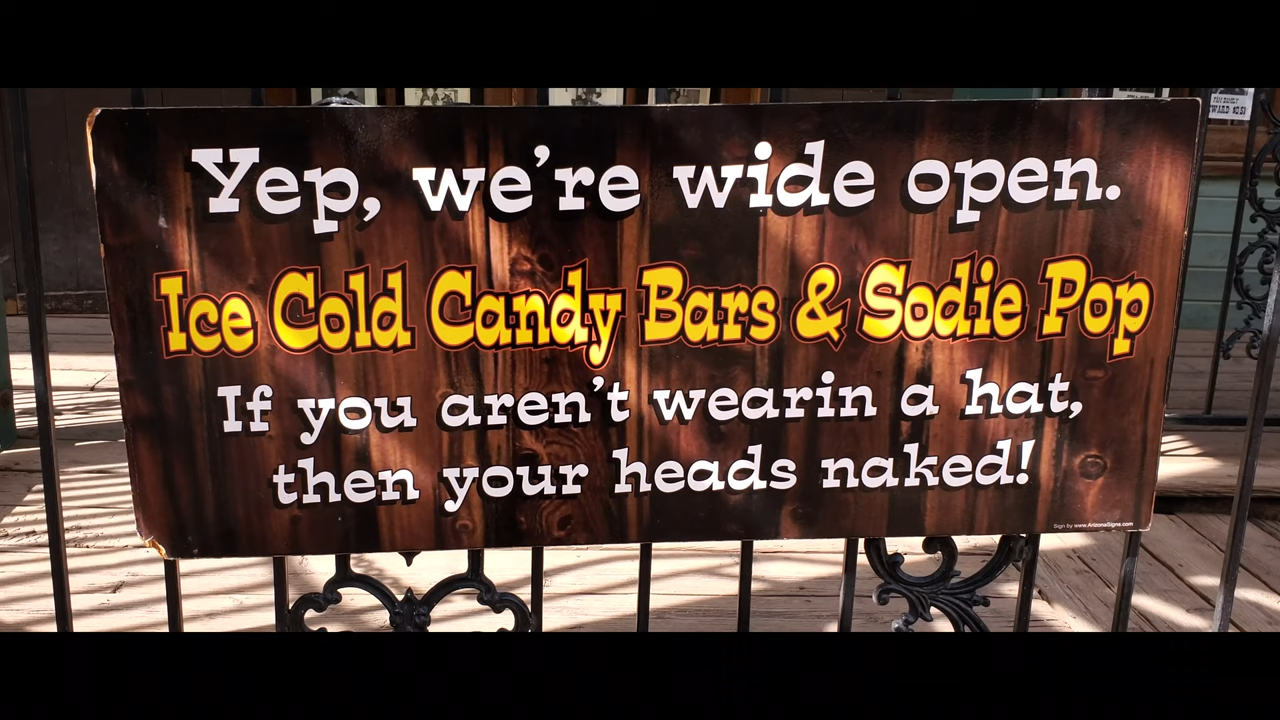 Yep, we're wide open.
Ice Cold Candy Bars & Sodie Pop
If you aren't wearin a hat,
then your heads naked!
Sign by www.ArizonaSigns.com